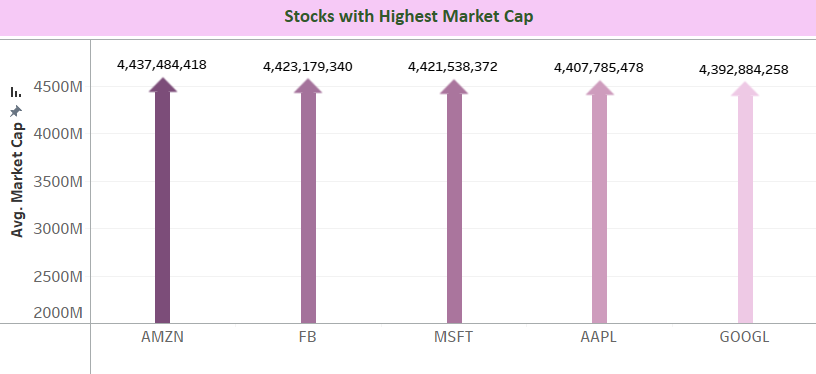 Stocks with Highest Market Cap
Avg. Market Cap
4500M
4000M
3500M
3000M
2500M
2000M
4,437,484,418
4,423,179,340
4,421,538,372
4,407,785,478
4,392,884,258
AMZN
FB
MSFT
AAPL
GOOGL